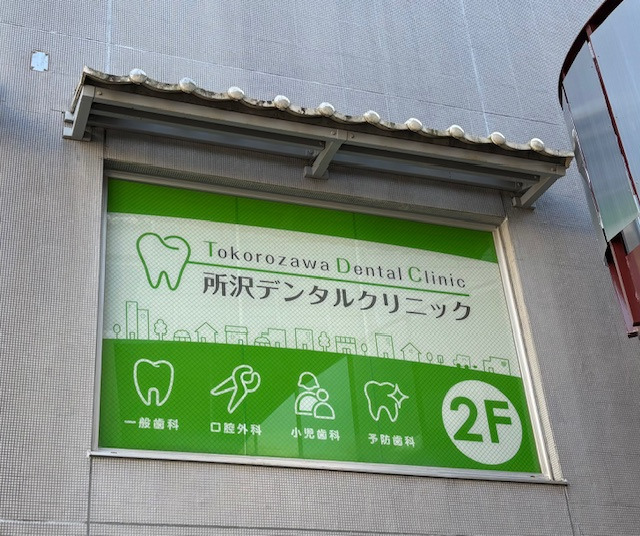 Tokorozawa Dental Clinic
所沢デンタルクリニック
一般歯科
口腔外科
小児歯科
予防歯科
2F